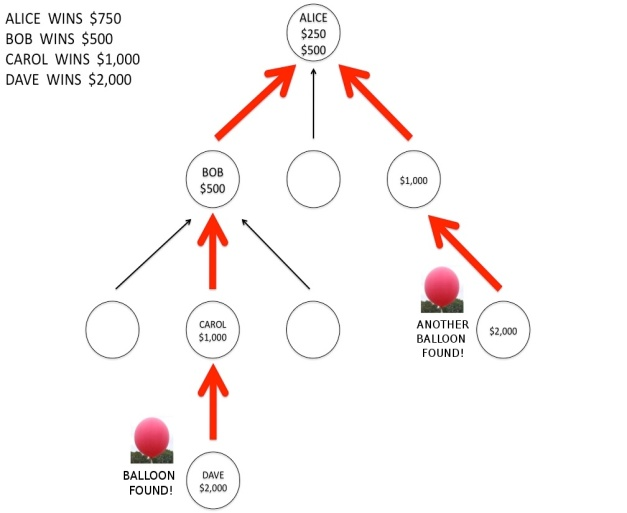 ALICE WINS $750
BOB WINS $500
CAROL WINS $1,000
DAVE WINS $2,000
ALICE
$250
$500
BOB
$500
$1,000
CAROL
$1,000
ANOTHER
BALLOON
FOUND!
$2,000
BALLOON
FOUND!
DAVE
$2,000